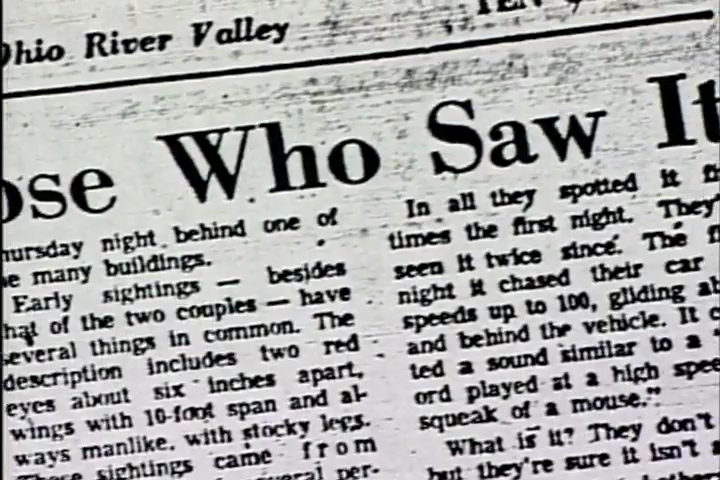 Ohio River Valley
TEN
ose Who Saw It
hursday night behind one of
e many buildings.
Early sightings — besides
hat of the two couples — have
several things in common. The
description includes two red
eyes about six inches apart,
wings with 10-foot span and al-
ways manlike, with stocky legs.
These sightings came from
eral per-
In all they spotted it
times the first night. They
seen it twice since. The f
night it chased their car
speeds up to 100, gliding ab
and behind the vehicle. It
ted a sound similar to a
ord played at a high spee
squeak of a mouse."
What is it? They don't
but they're sure it isn't a